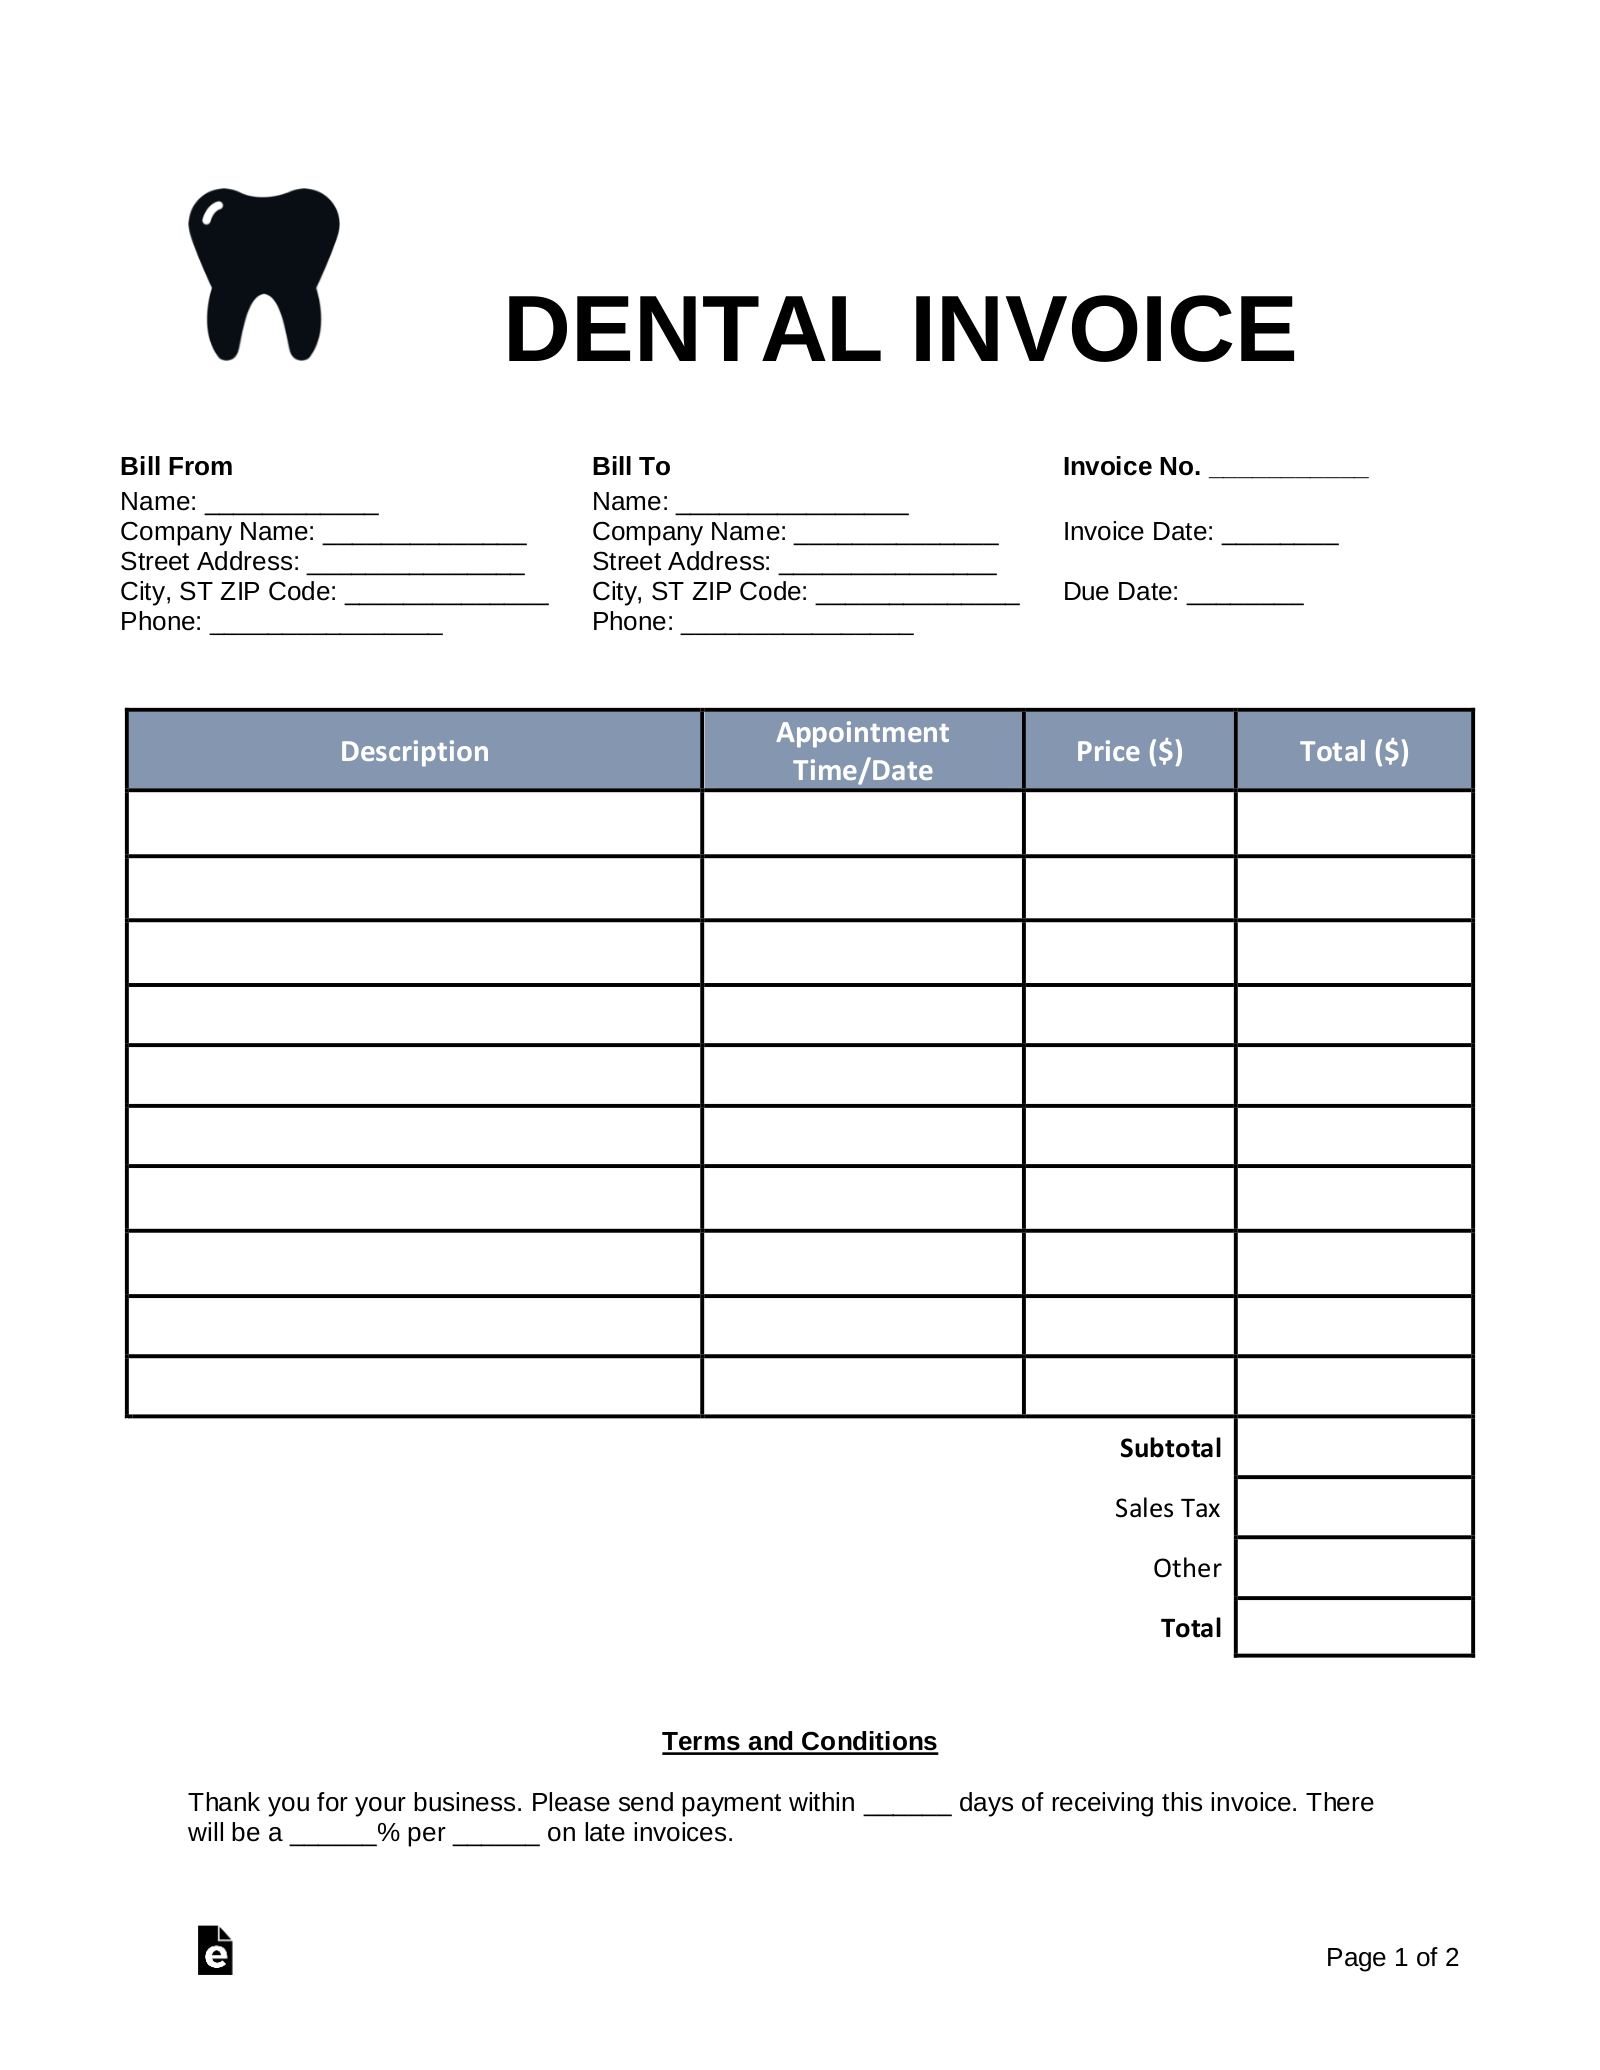 DENTAL INVOICE
Bill From
Name: ____________
Company Name: ______________
Street Address: _______________
City, ST ZIP Code: ______________
Phone: ________________
Bill To
Name: ________________
Company Name: ______________
Street Address: _______________
City, ST ZIP Code: ______________
Phone: ________________
Invoice No. ___________
Invoice Date: ________
Due Date: ________
Description
Appointment
Time/Date
Price ($)
Total ($)
Subtotal
Sales Tax
Other
Total
Terms and Conditions
Thank you for your business. Please send payment within ______ days of receiving this invoice. There
will be a ______% per ______ on late invoices.
e
Page 1 of 2